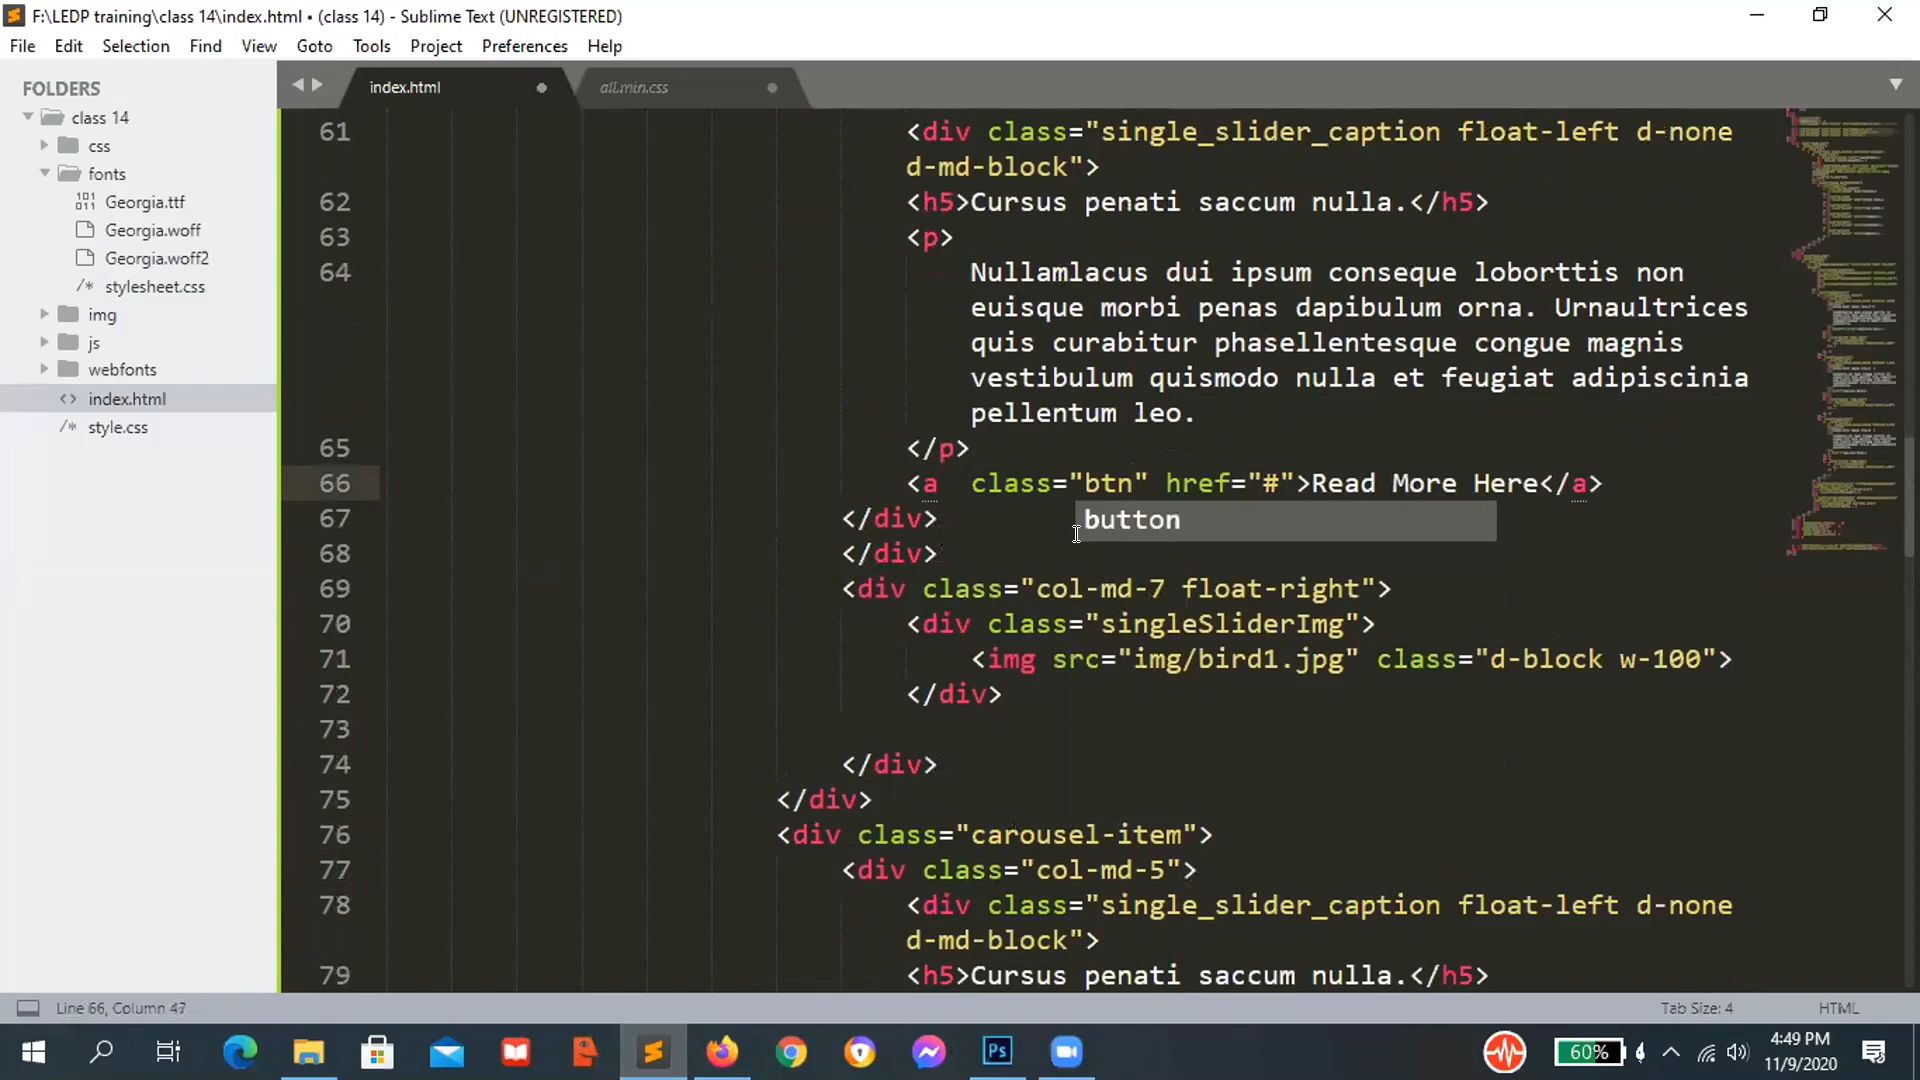 F:\LEDP training\class 14\index.html • (class 14) - Sublime Text (UNREGISTERED)
File Edit Selection Find View Goto Tools Project Preferences Help
FOLDERS
class 14
css
fonts
Georgia.ttf
Georgia.woff
Georgia.woff2
stylesheet.css
img
js
webfonts
index.html
style.css
index.html
all.min.css
61 <div class="single_slider_caption float-left d-none
d-md-block">
62 <h5>Cursus penati saccum nulla.</h5>
63 <p>
64 Nullamlacus dui ipsum conseque loborttis non
euisque morbi penas dapibulum orna. Urnaultrices
quis curabitur phasellentesque congue magnis
vestibulum quismodo nulla et feugiat adipiscinia
pellentum leo.
65 </p>
66 <a  class="btn" href="#">Read More Here</a>
button
67 </div>
68 </div>
69 <div class="col-md-7 float-right">
70 <div class="singleSliderImg">
71 <img src="img/bird1.jpg" class="d-block w-100">
72 </div>
73
74 </div>
75 </div>
76 <div class="carousel-item">
77 <div class="col-md-5">
78 <div class="single_slider_caption float-left d-none
d-md-block">
79 <h5>Cursus penati saccum nulla.</h5>
Line 66, Column 47
Tab Size: 4
HTML
Ps
60%
4:49 PM
11/9/2020